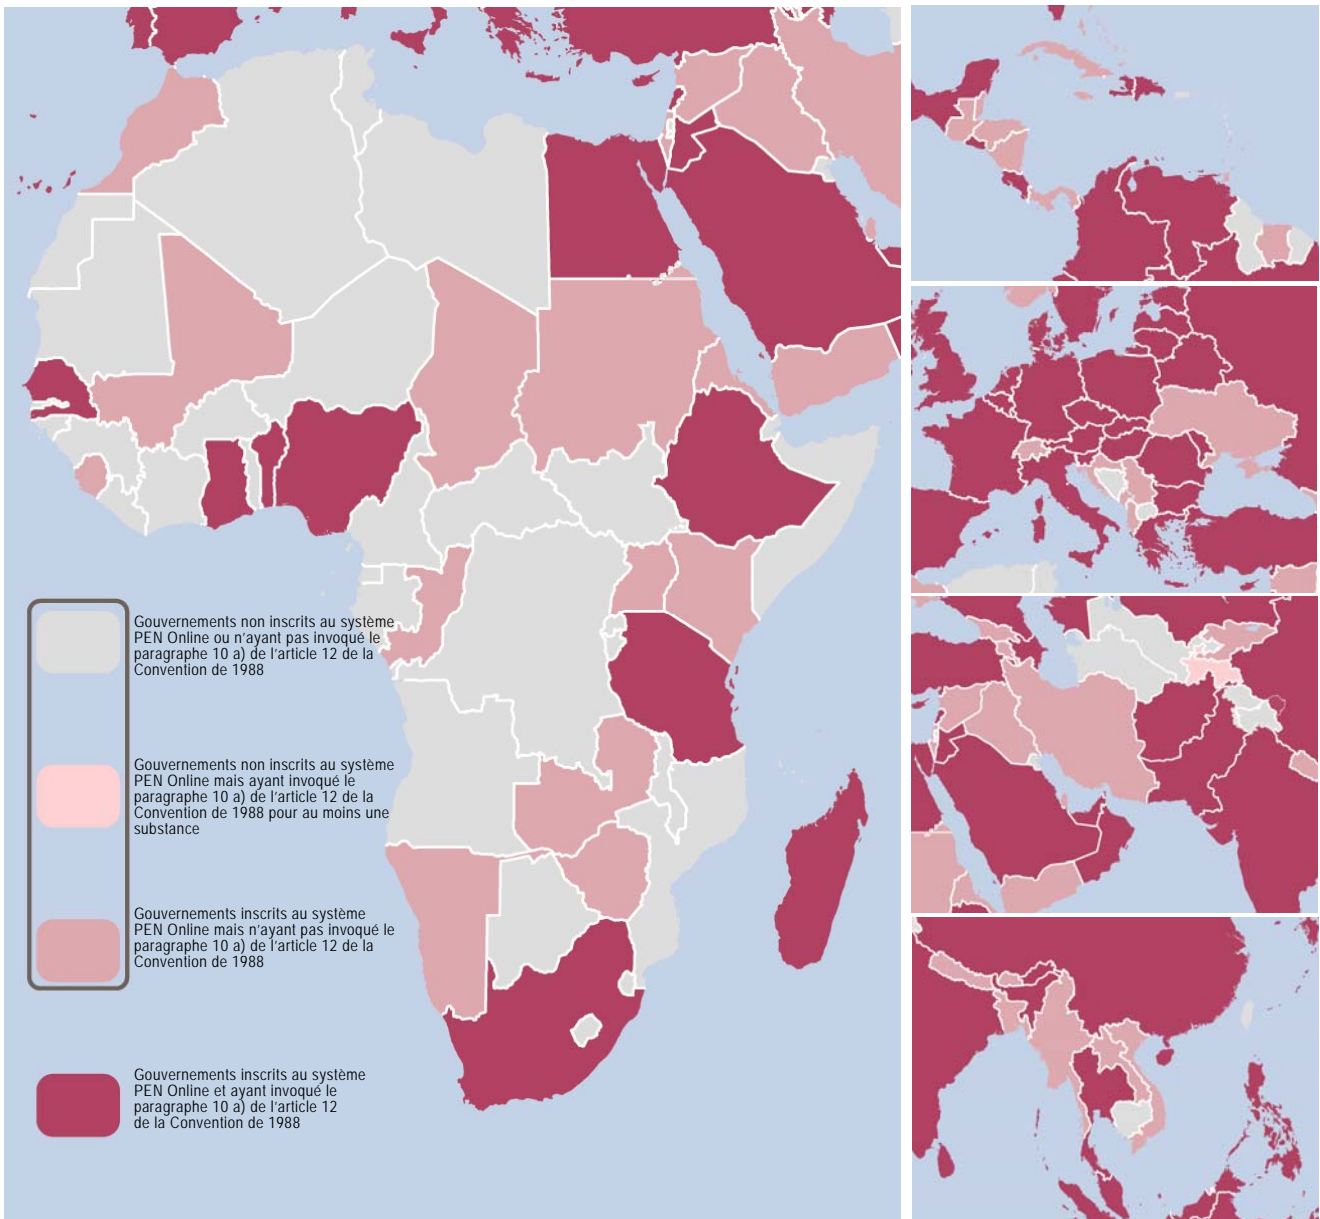 Gouvernements non inscrits au système
PEN Online ou n'ayant pas invoqué le
paragraphe 10 a) de l'article 12 de la
Convention de 1988
Gouvernements non inscrits au système
PEN Online mais ayant invoqué le
paragraphe 10 a) de l'article 12 de la
Convention de 1988 pour au moins une
substance
Gouvernements inscrits au système
PEN Online mais n'ayant pas invoqué le
paragraphe 10 a) de l'article 12 de la
Convention de 1988
Gouvernements inscrits au système
PEN Online et ayant invoqué le
paragraphe 10 a) de l'article 12
de la Convention de 1988